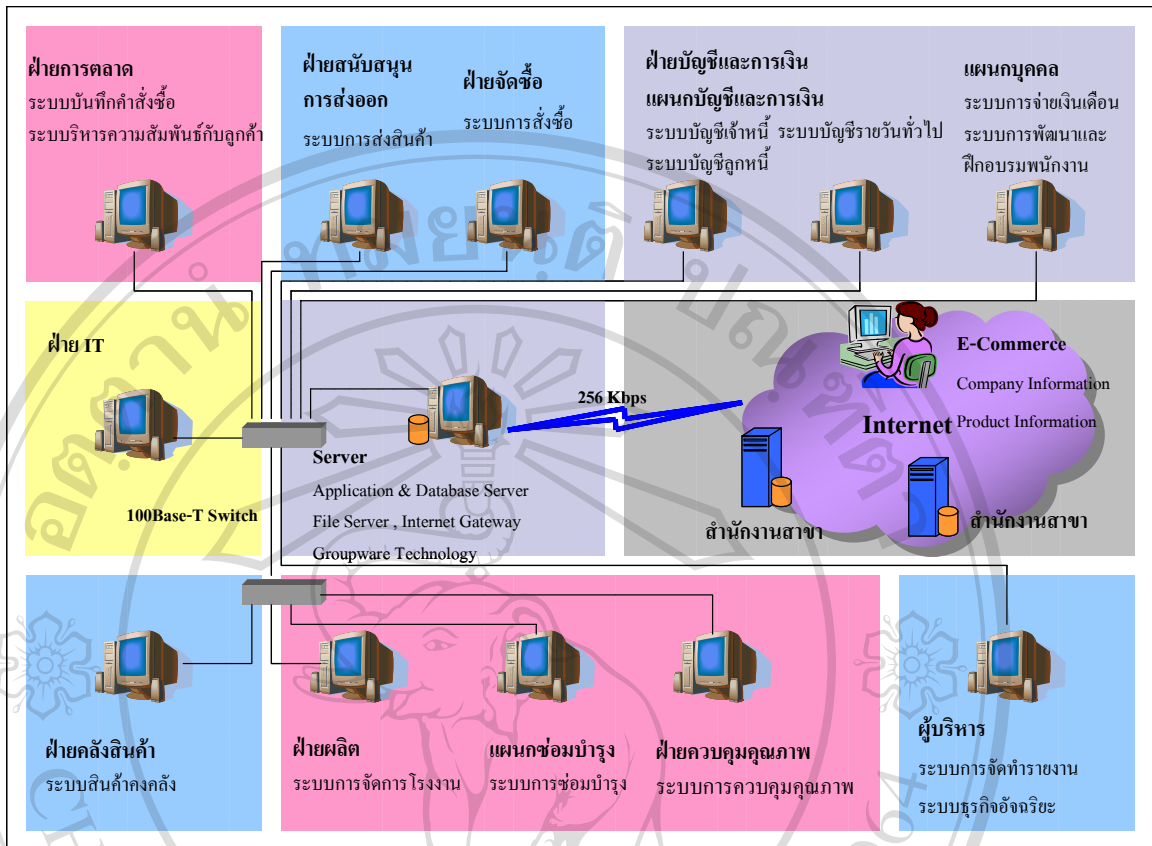 ฝ่ายการตลาด
ระบบบันทึกคำสั่งซื้อ
ระบบริหารความสัมพันธ์กับลูกค้า
ฝ่ายสนับสนุน
การส่งออก
ระบบการส่งสินค้า
ฝ่ายจัดซื้อ
ระบบการสั่งซื้อ
ฝ่ายบัญชีและการเงิน
แผนกบัญชีและการเงิน
ระบบบัญชีเจ้าหนี้ ระบบบัญชีรายวันทั่วไป
ระบบบัญชีลูกหนี้
แผนกบุคคล
ระบบการจ่ายเงินเดือน
ระบบการพัฒนาและ
ฝึกอบรมพนักงาน
ฝ่าย IT
100Base-T Switch
Server
Application & Database Server
File Server , Internet Gateway
Groupware Technology
256 Kbps
E-Commerce
Company Information
Internet Product Information
สำนักงานสาขา
สำนักงานสาขา
ฝ่ายคลังสินค้า
ระบบสินค้าคงคลัง
ฝ่ายผลิต
ระบบการจัดการโรงงาน
แผนกซ่อมบำรุง
ระบบการซ่อมบำรุง
ฝ่ายควบคุมคุณภาพ
ระบบการควบคุมคุณภาพ
ผู้บริหาร
ระบบการจัดทำรายงาน
ระบบธุรกิจอัจฉริยะ